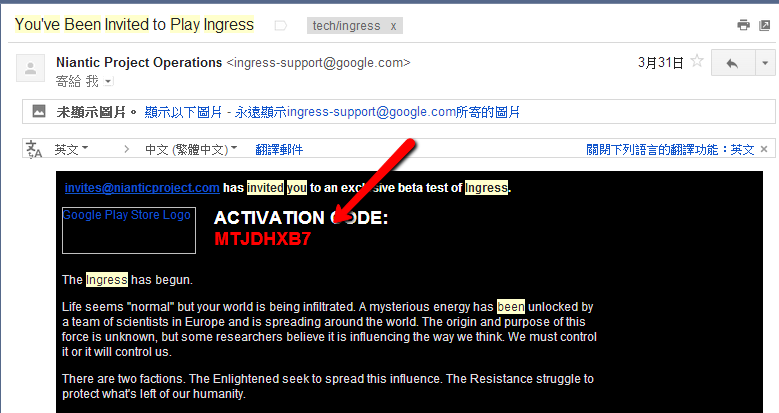 You've Been Invited to Play Ingress
tech/ingress x
Niantic Project Operations <ingress-support@google.com>
3月31日
寄給 我
未顯示圖片。 顯示以下圖片 - 永遠顯示ingress-support@google.com所寄的圖片
英文 > 中文 (繁體中文) 翻譯郵件 關閉下列語言的翻譯功能：英文 x
invites@nianticproject.com has invited you to an exclusive beta test of Ingress.
Google Play Store Logo
ACTIVATION CODE:
MTJDHXB7
The Ingress has begun.
Life seems "normal" but your world is being infiltrated. A mysterious energy has been unlocked by
a team of scientists in Europe and is spreading around the world. The origin and purpose of this
force is unknown, but some researchers believe it is influencing the way we think. We must control
it or it will control us.
There are two factions. The Enlightened seek to spread this influence. The Resistance struggle to
protect what's left of our humanity.